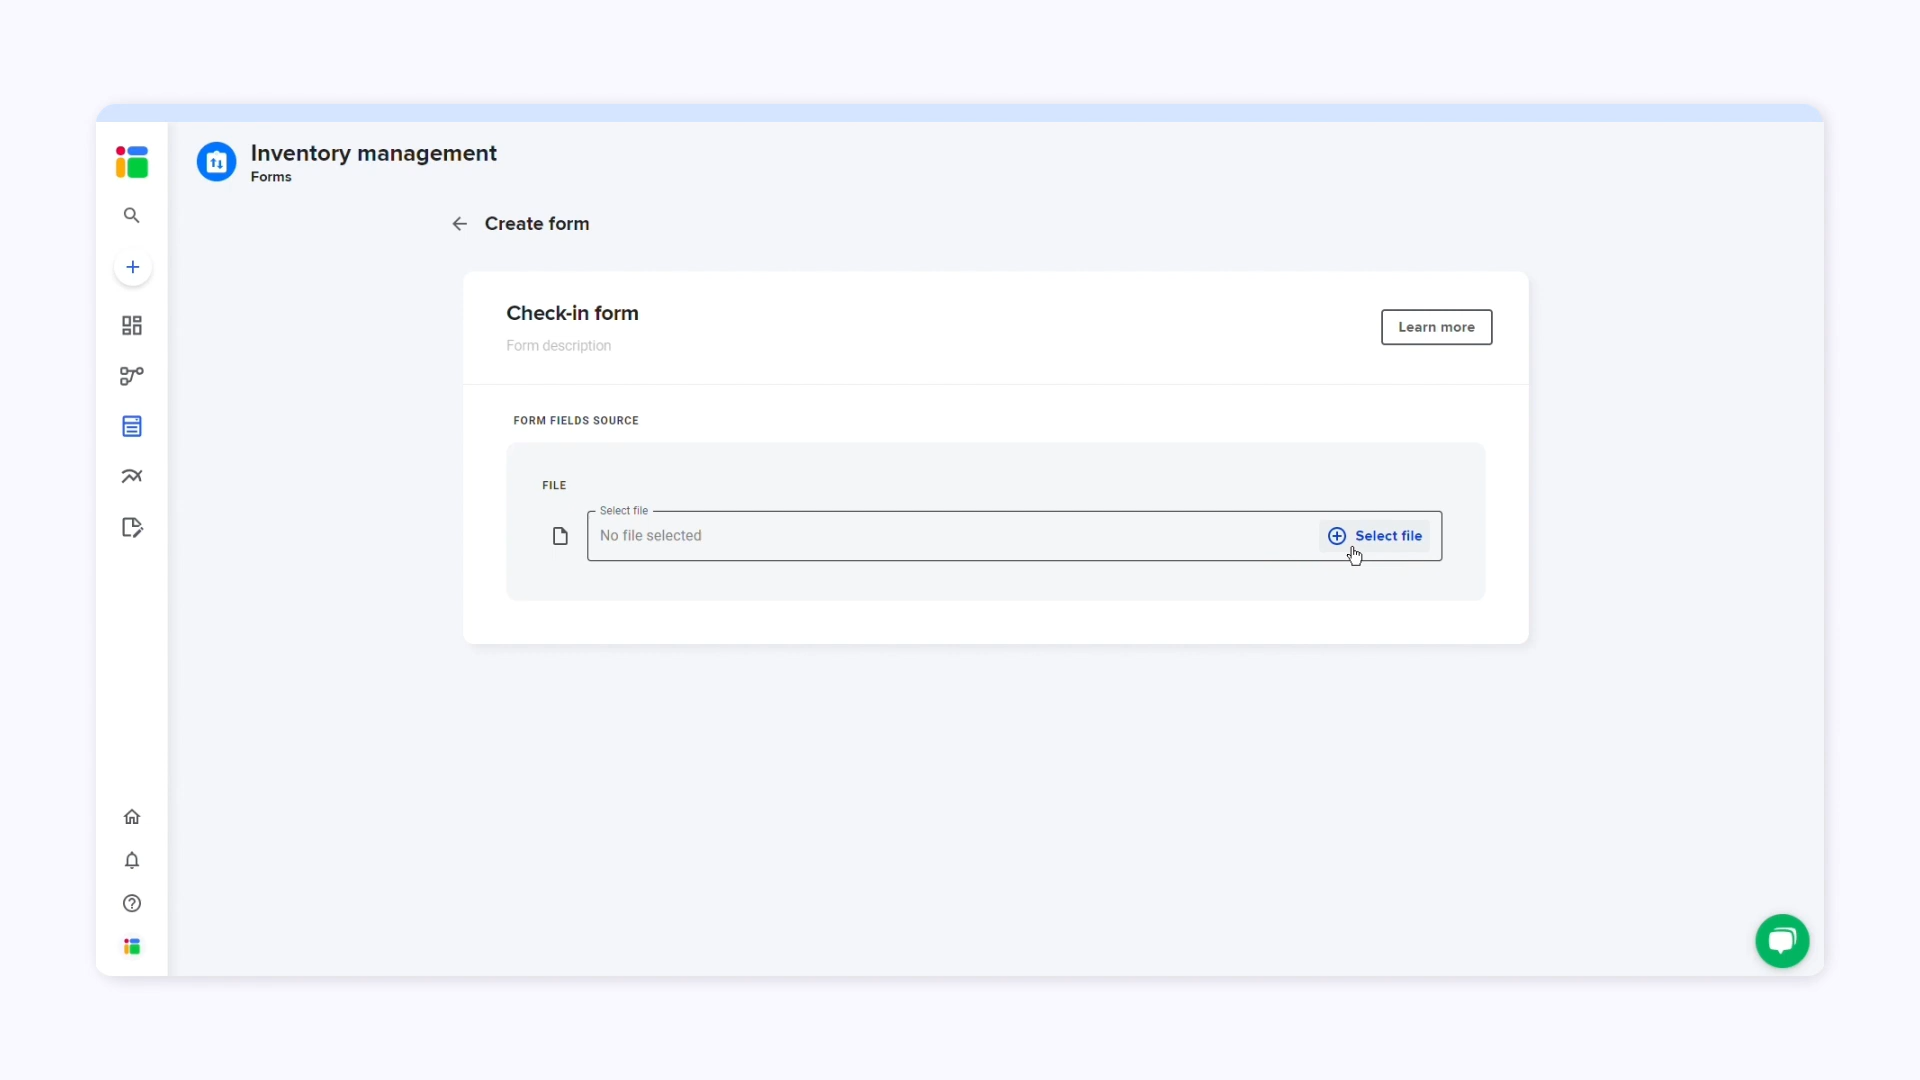 Inventory management
Forms
Create form
Check-in form
Form description
Learn more
FORM FIELDS SOURCE
FILE
Select file
No file selected
Select file